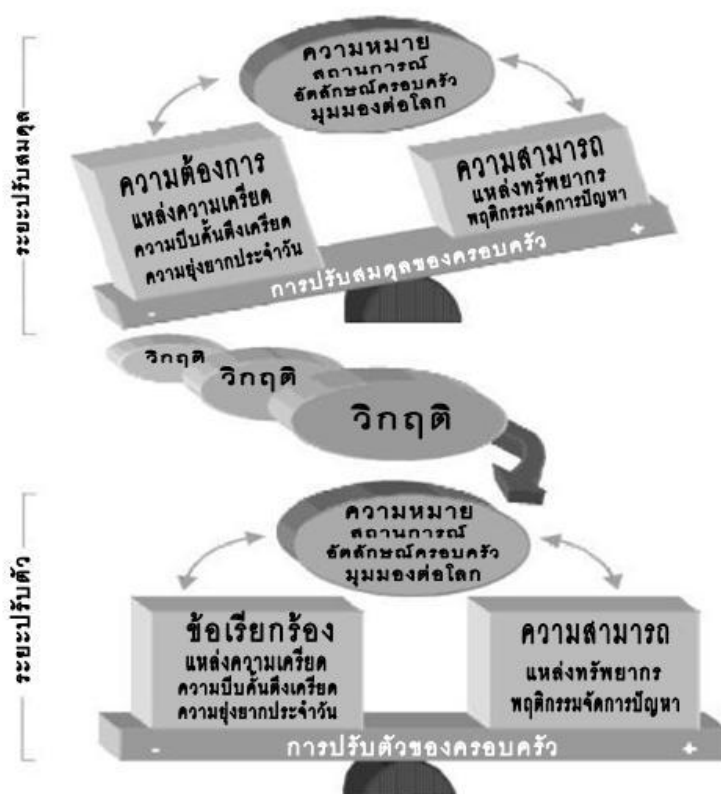 ระยะปรับสมดุล
ความหมาย
สถานการณ์
อัตลักษณ์ครอบครัว
มุมมองต่อโลก
ความต้องการ
แหล่งความเครียด
ความบีบคั้นตึงเครียด
ความยุ่งยากประจำวัน
ความสามารถ
แหล่งทรัพยากร
พฤติกรรมจัดการปัญหา
- การปรับสมดุลของครอบครัว +
วิกฤติ
วิกฤติ
วิกฤติ
ระยะปรับตัว
ความหมาย
สถานการณ์
อัตลักษณ์ครอบครัว
มุมมองต่อโลก
ข้อเรียกร้อง
แหล่งความเครียด
ความบีบคั้นตึงเครียด
ความยุ่งยากประจำวัน
ความสามารถ
แหล่งทรัพยากร
พฤติกรรมจัดการปัญหา
- การปรับตัวของครอบครัว +